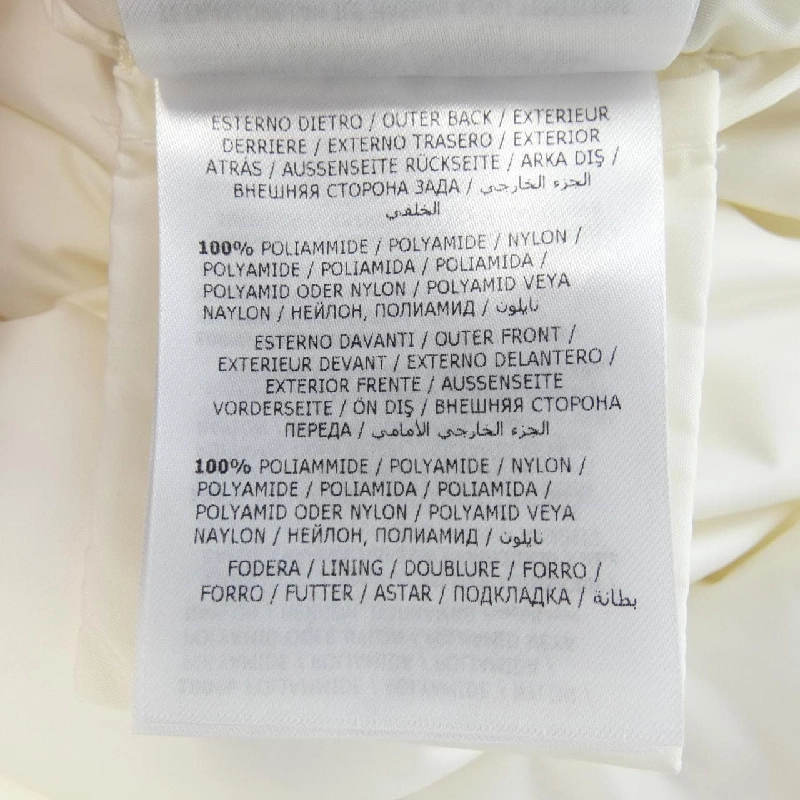 ESTERNO DIETRO / OUTER BACK / EXTERIEUR
DERRIERE / EXTERNO TRASERO / EXTERIOR
ATRÁS / AUSSENSEITE RÜCKSEITE / ARKA DIŞ /
ВНЕШНЯЯ СТОРОНА ЗАДА / الجزء الخارجي
الخلفي
100% POLIAMMIDE / POLYAMIDE / NYLON /
POLYAMIDE / POLIAMIDA / POLIAMIDA /
POLYAMID ODER NYLON / POLYAMID VEYA
NAYLON / НЕЙЛОН, ПОЛИАМИД / نايلون
ESTERNO DAVANTI / OUTER FRONT /
EXTERIEUR DEVANT / EXTERNO DELANTERO /
EXTERIOR FRENTE / AUSSENSEITE
VORDERSEITE / ÖN DIŞ / ВНЕШНЯЯ СТОРОНА
ПЕРЕДА / الجزء الخارجي الأمامي
100% POLIAMMIDE / POLYAMIDE / NYLON /
POLYAMIDE / POLIAMIDA / POLIAMIDA /
POLYAMID ODER NYLON / POLYAMID VEYA
NAYLON / НЕЙЛОН, ПОЛИАМИД / نايلون
FODERA / LINING / DOUBLURE / FORRO /
FORRO / FUTTER / ASTAR / ПОДКЛАДКА / بطانة